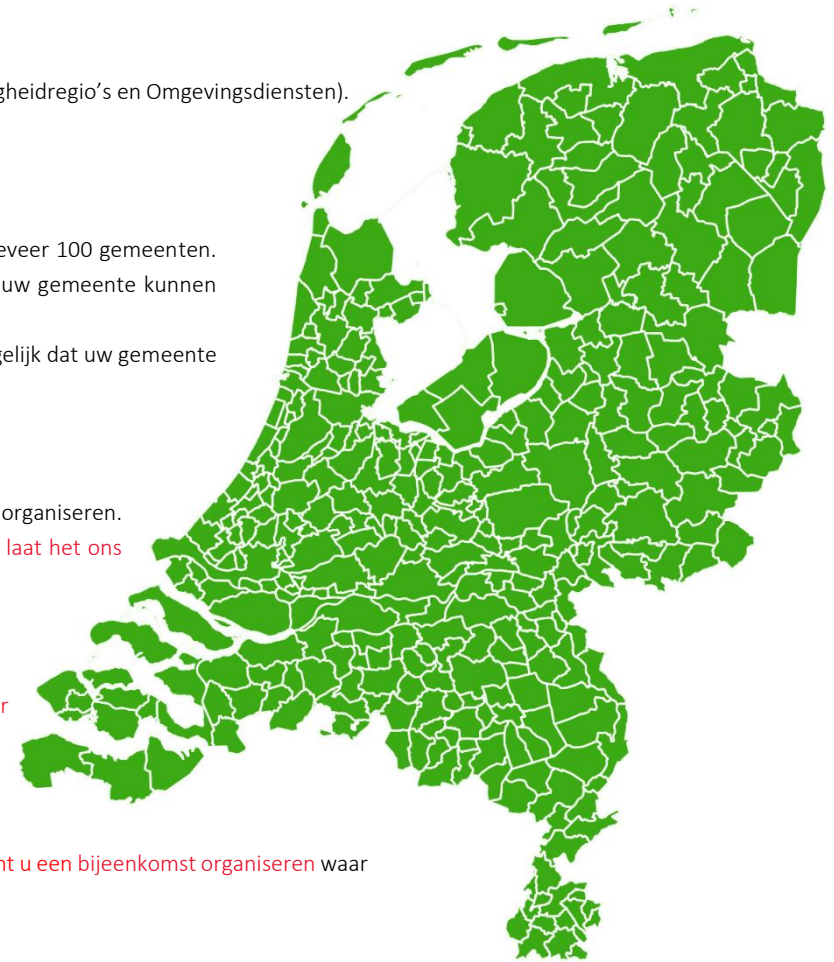 gheidregio’s en Omgevingsdiensten).
eveer 100 gemeenten.
uw gemeente kunnen
gelijk dat uw gemeente
organiseren.
laat het ons
r
nt u een bijeenkomst organiseren waar